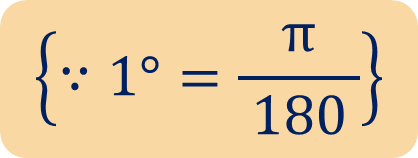 {∵ 1° = π/180}